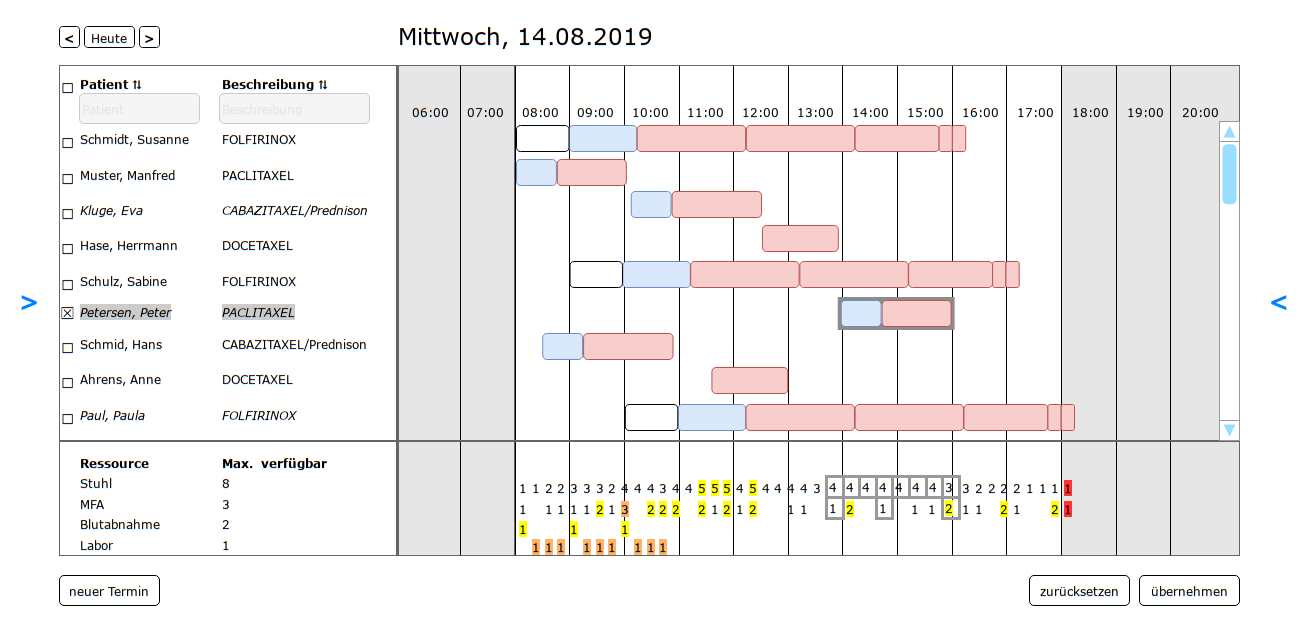 < Heute > Mittwoch, 14.08.2019
Patient ⇅ Beschreibung ⇅
Patient Beschreibung 06:00 07:00 08:00 09:00 10:00 11:00 12:00 13:00 14:00 15:00 16:00 17:00 18:00 19:00 20:00
Schmidt, Susanne FOLFIRINOX
Muster, Manfred PACLITAXEL
Kluge, Eva CABAZITAXEL/Prednison
Hase, Herrmann DOCETAXEL
Schulz, Sabine FOLFIRINOX
> <
Petersen, Peter PACLITAXEL
Schmid, Hans CABAZITAXEL/Prednison
Ahrens, Anne DOCETAXEL
Paul, Paula FOLFIRINOX
Ressource Max. verfügbar
Stuhl 8 1 1 2 2 3 3 3 2 4 4 4 3 4 4 5 5 5 4 5 4 4 4 4 3 4 4 4 4 4 4 4 3 3 2 2 2 2 1 1 1 1
MFA 3 1 1 1 1 1 2 1 3 2 2 2 2 1 2 1 2 1 1 1 2 1 1 1 2 1 1 2 1 2 1
Blutabnahme 2 1 1 1
Labor 1 1 1 1 1 1 1 1 1 1
neuer Termin zurücksetzen übernehmen